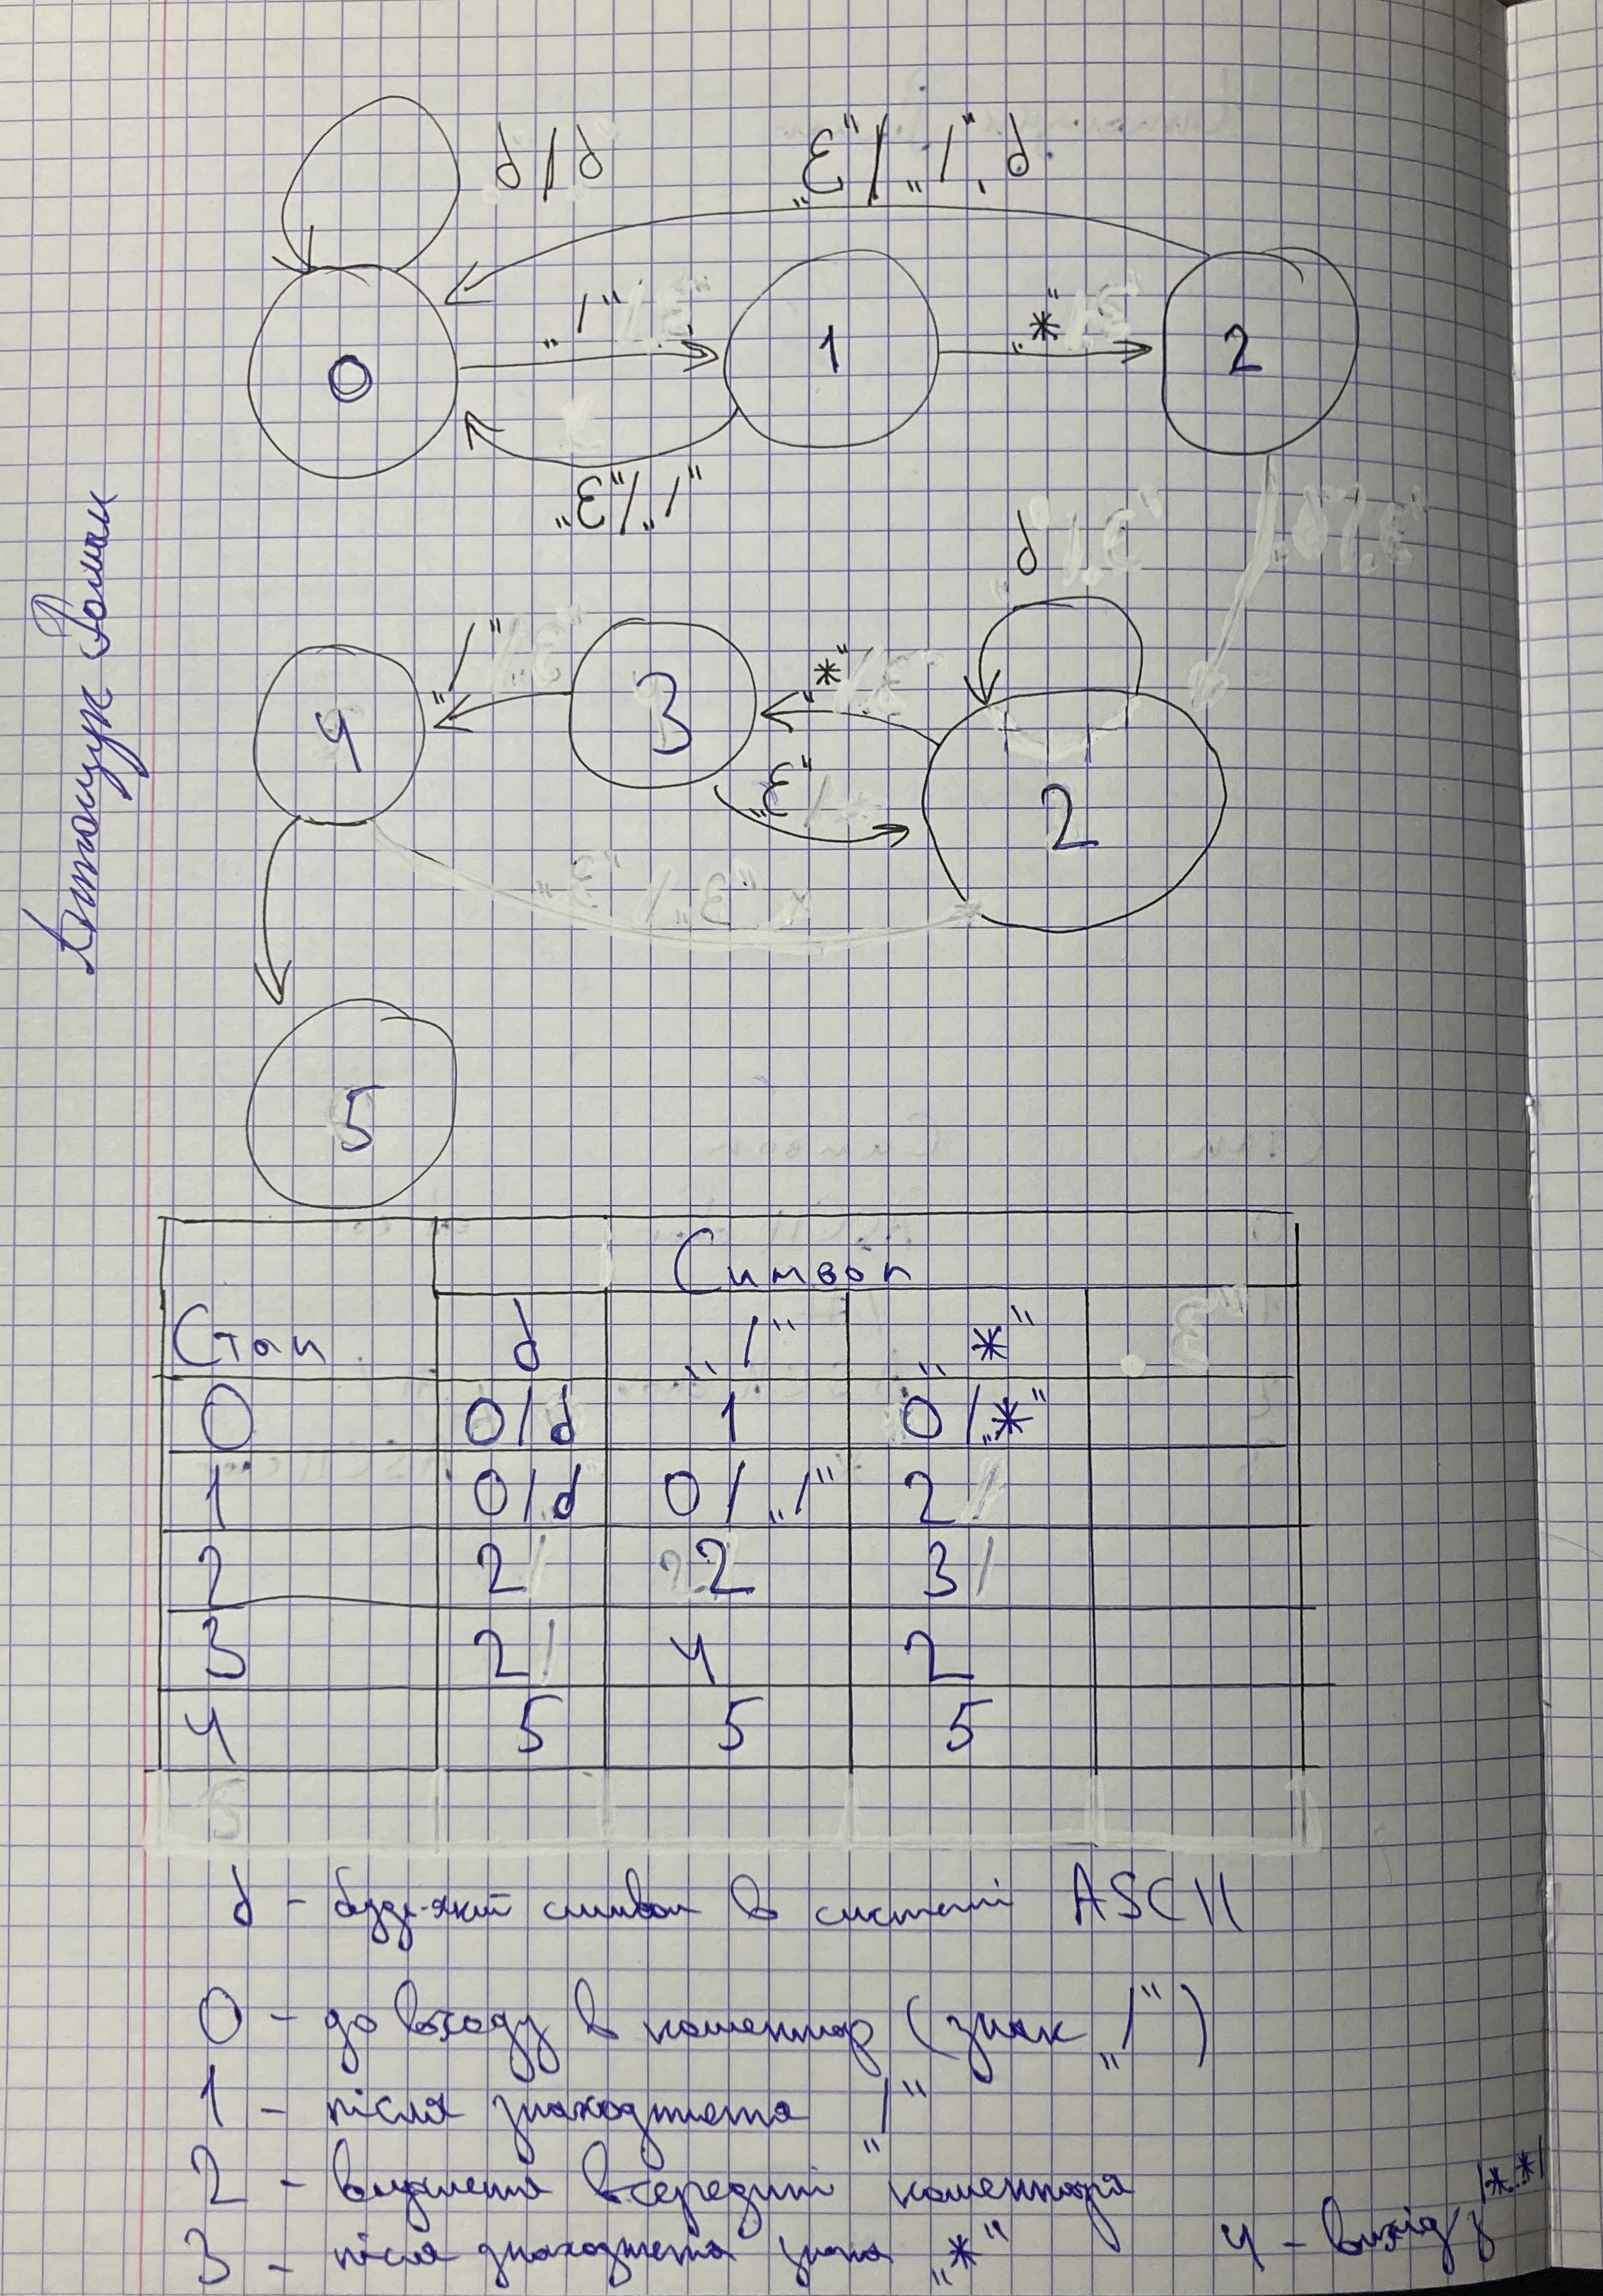 Антощук Роман
d/d
d, „/"/„ε"
„/"
„*"
0
1
2
„ε"/„/"
d
„/"
„*"
4
3
„ε"
2
5
Символ
Стан d „/" „*"
0 0/d 1 0/„*"
1 0/d 0/„/" 2
2 2 2 3
3 2 4 2
4 5 5 5
d - будь-який символ в системі ASCII
0 - до входу в коментар (знак „/")
1 - після знаходження „/"
2 - всередині коментаря
3 - після знаходження знака „*" 4 - вихід з /**/